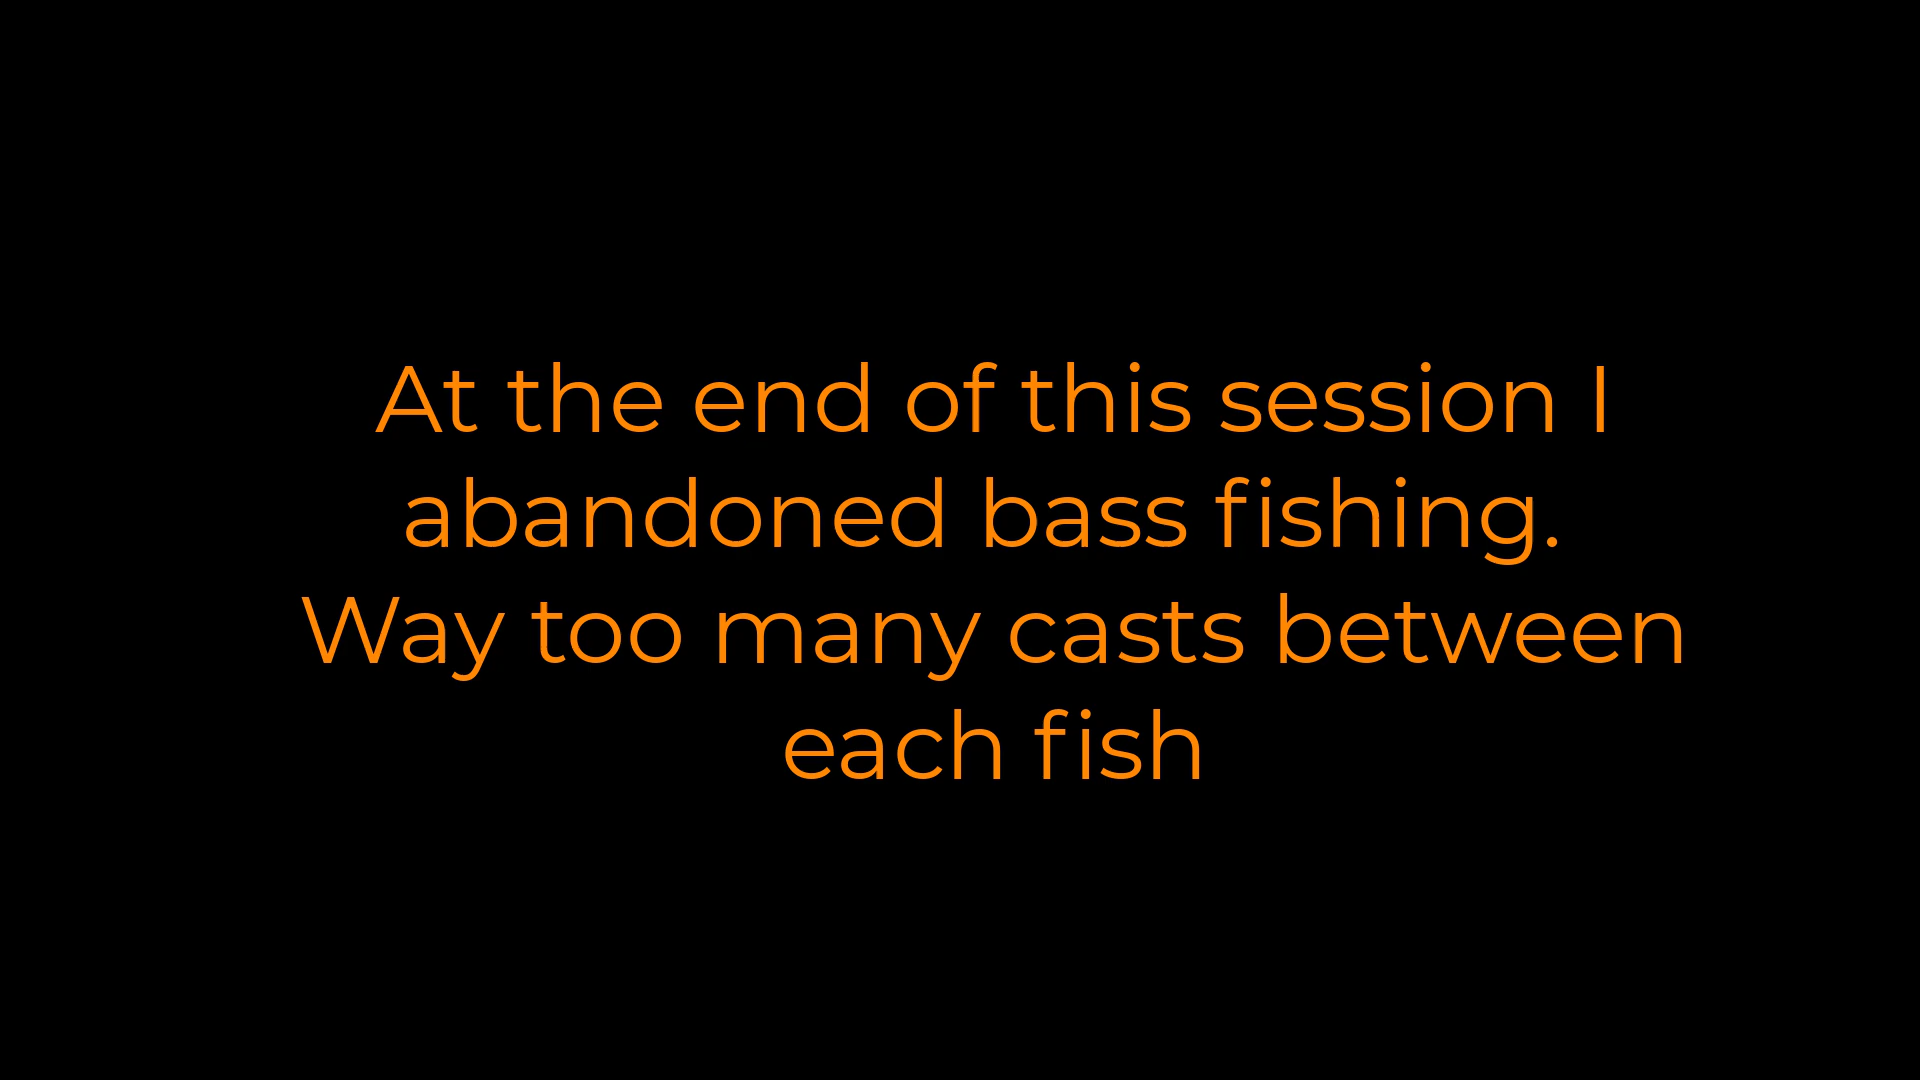 At the end of this session I
abandoned bass fishing.
Way too many casts between
each fish